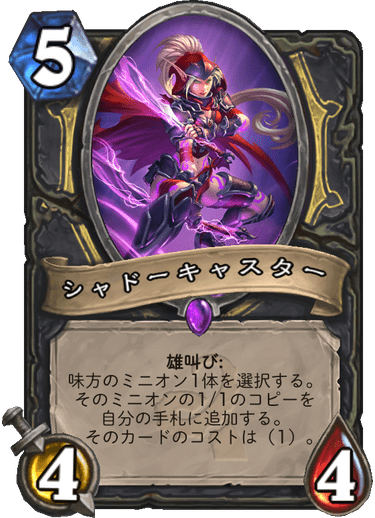 5
シャドーキャスター
雄叫び:
味方のミニオン1体を選択する。
そのミニオンの1/1のコピーを
自分の手札に追加する。
そのカードのコストは（1）。
4
4